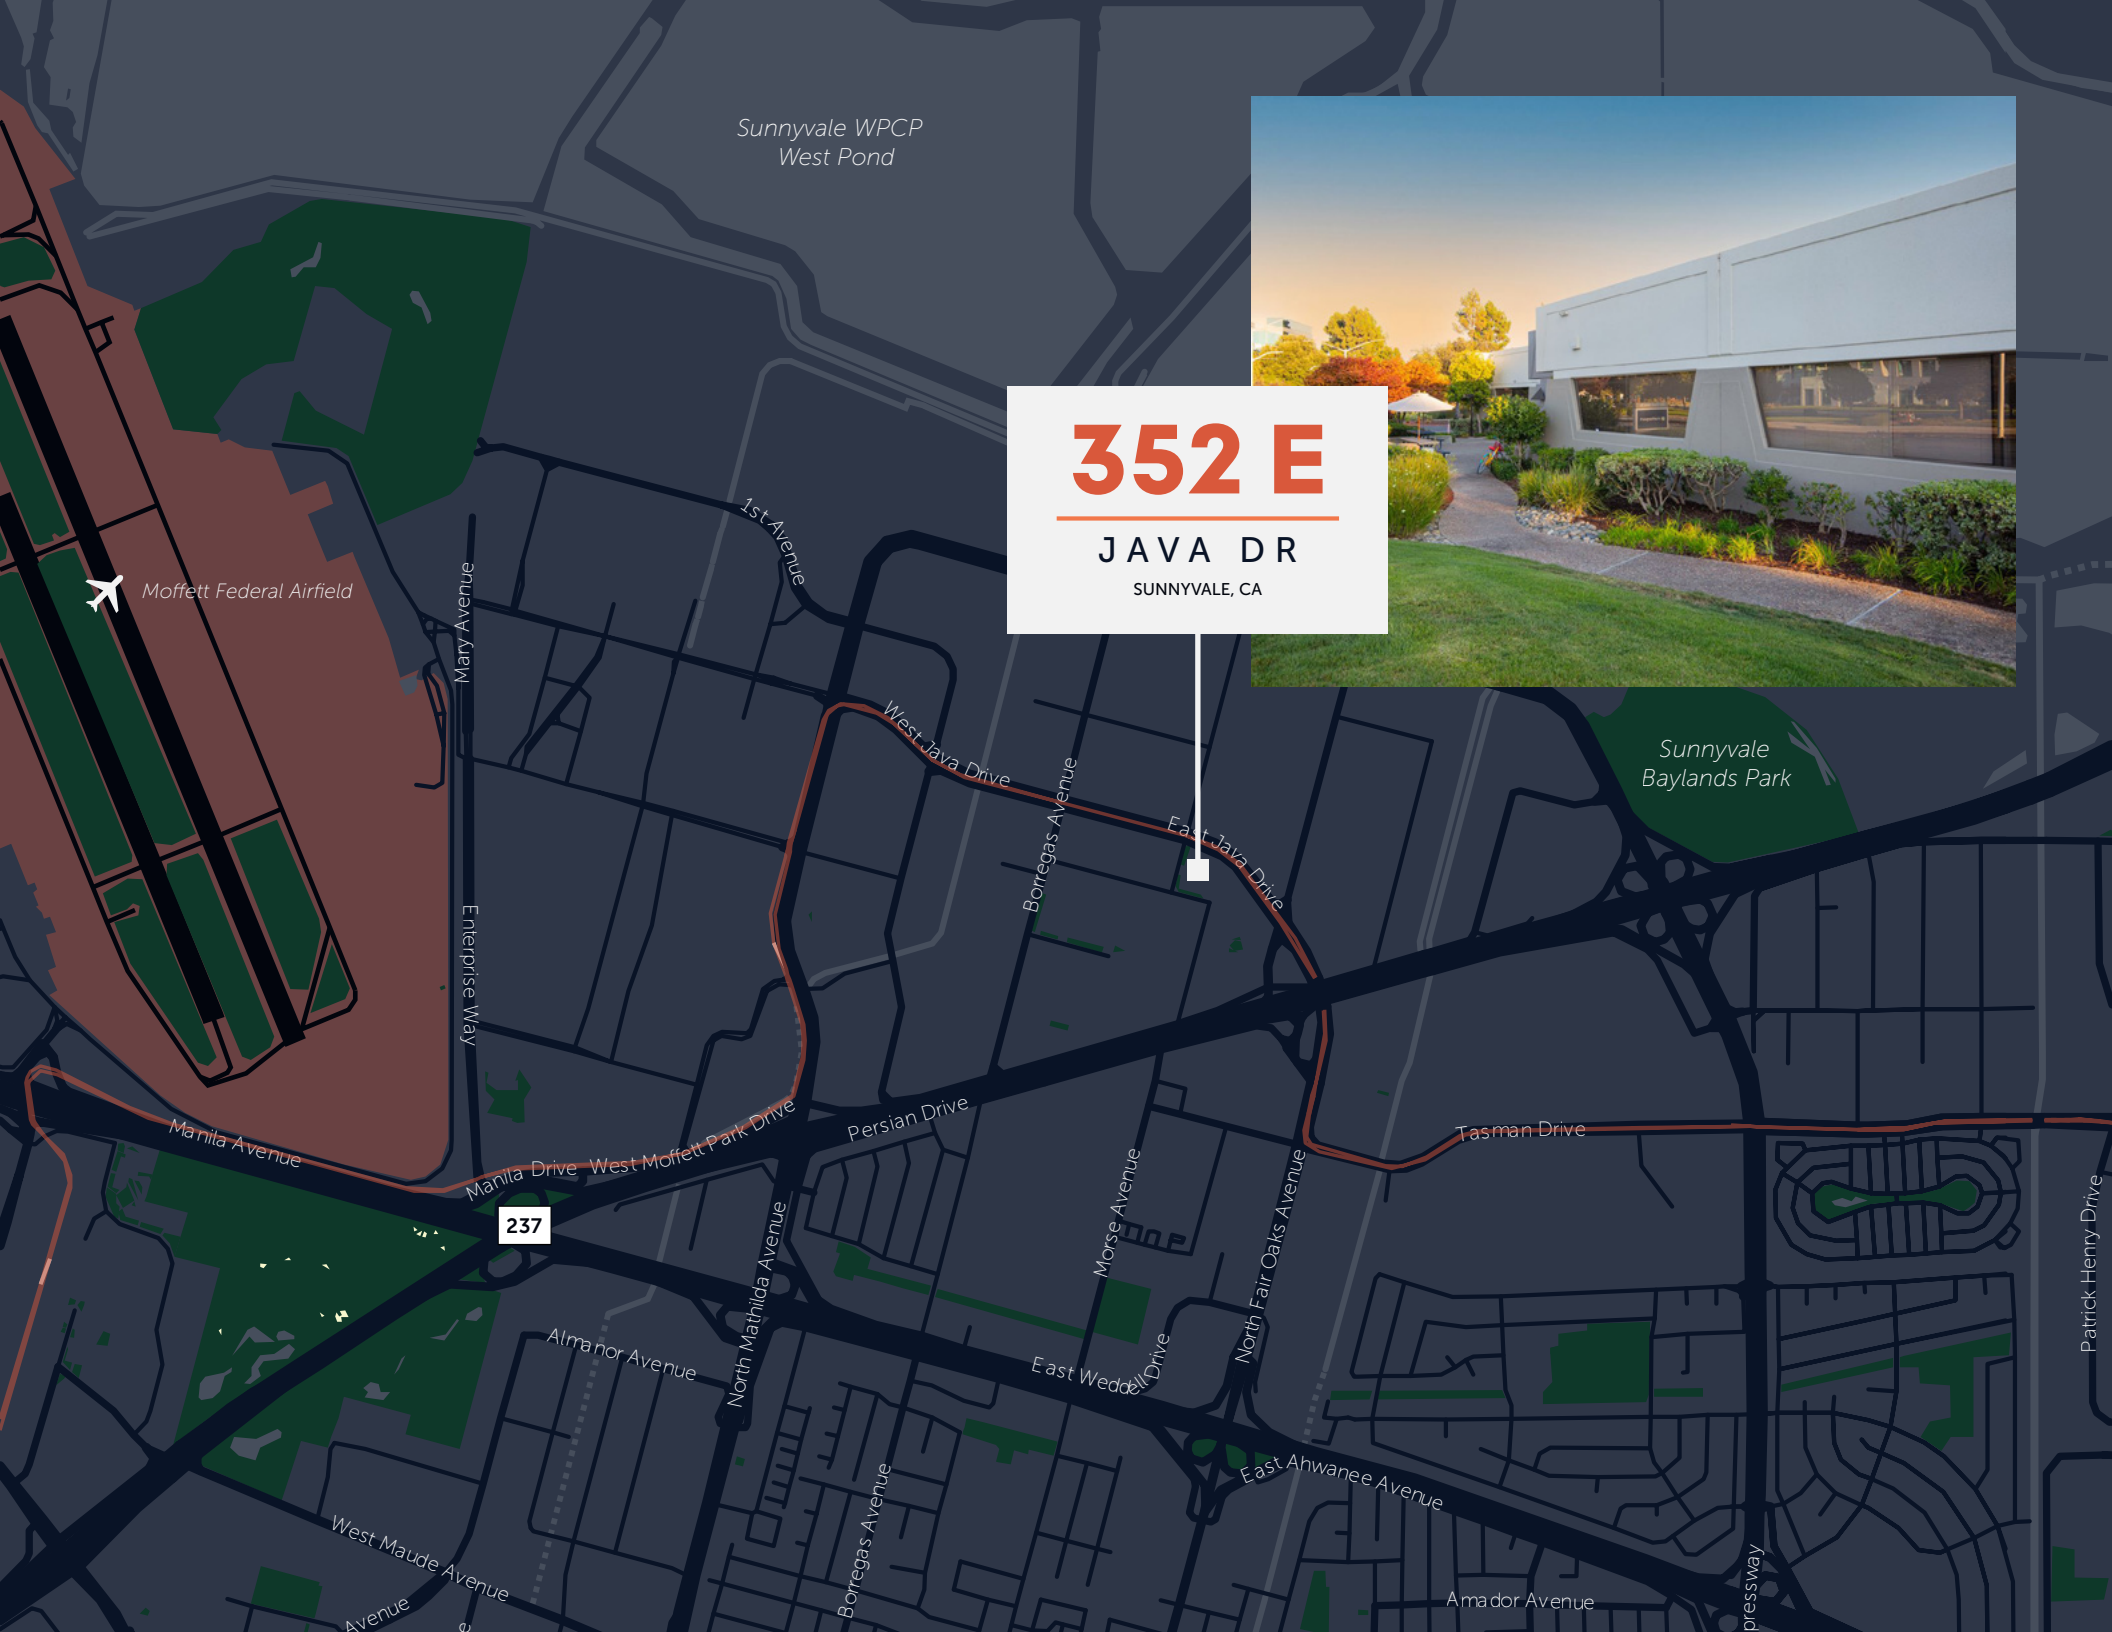 Sunnyvale WPCP
West Pond
352 E
JAVA DR
SUNNYVALE, CA
1st Avenue
Moffett Federal Airfield
Mary Avenue
West Java Drive
Sunnyvale
Baylands Park
Borregas Avenue
East Java Drive
Enterprise Way
Manila Avenue
Manila Drive
West Moffett Park Drive
Persian Drive
Tasman Drive
237
Morse Avenue
North Fair Oaks Avenue
North Mathilda Avenue
Patrick Henry Drive
Almanor Avenue
East Weddell Drive
East Ahwanee Avenue
West Maude Avenue
Borregas Avenue
Avenue
e
Amador Avenue
pressway